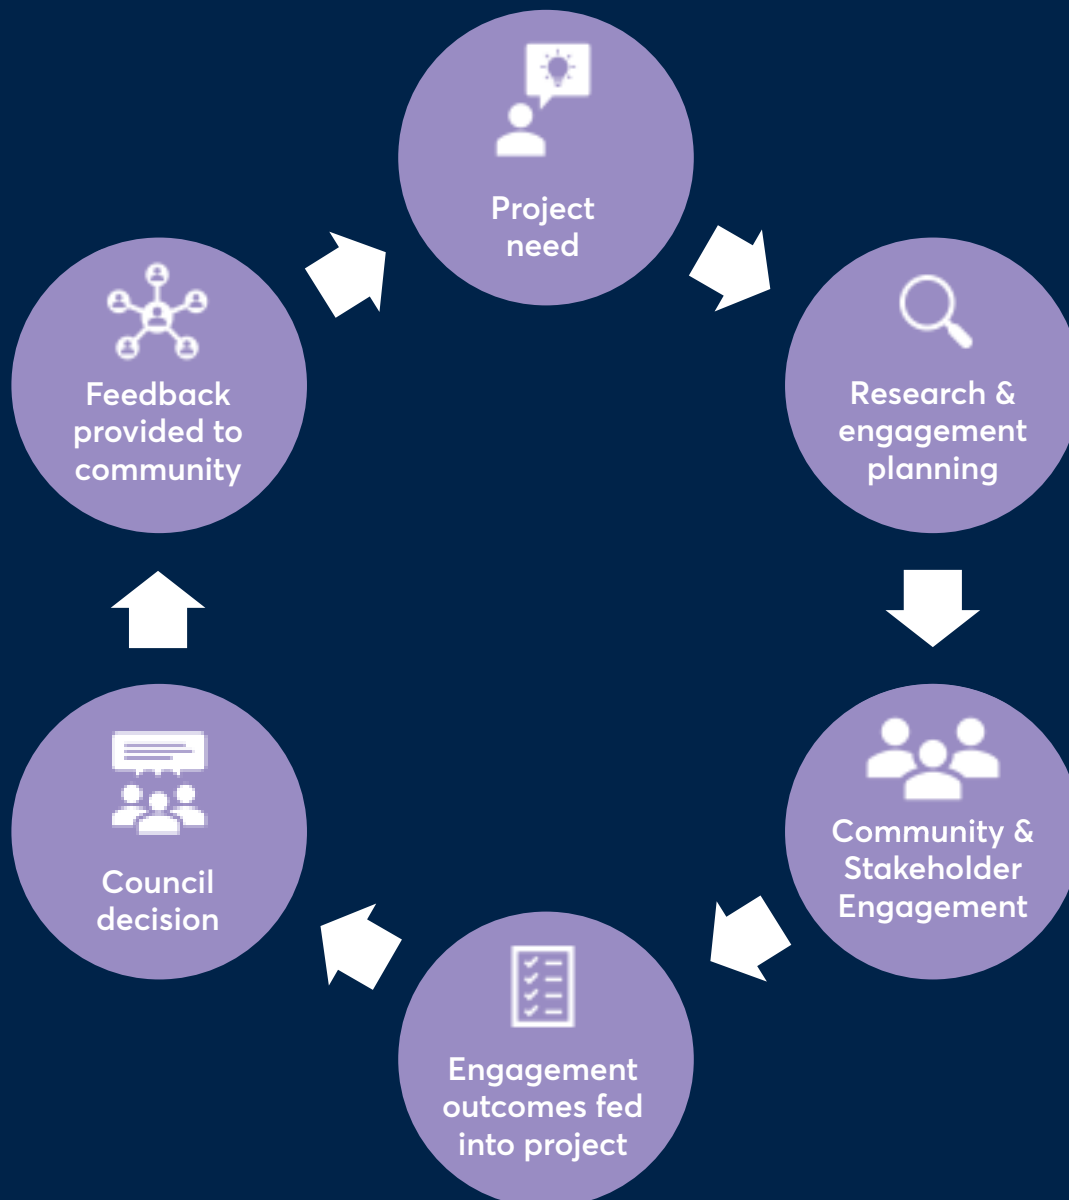 Project
need
Research &
engagement
planning
Community &
Stakeholder
Engagement
Engagement
outcomes fed
into project
Council
decision
Feedback
provided to
community